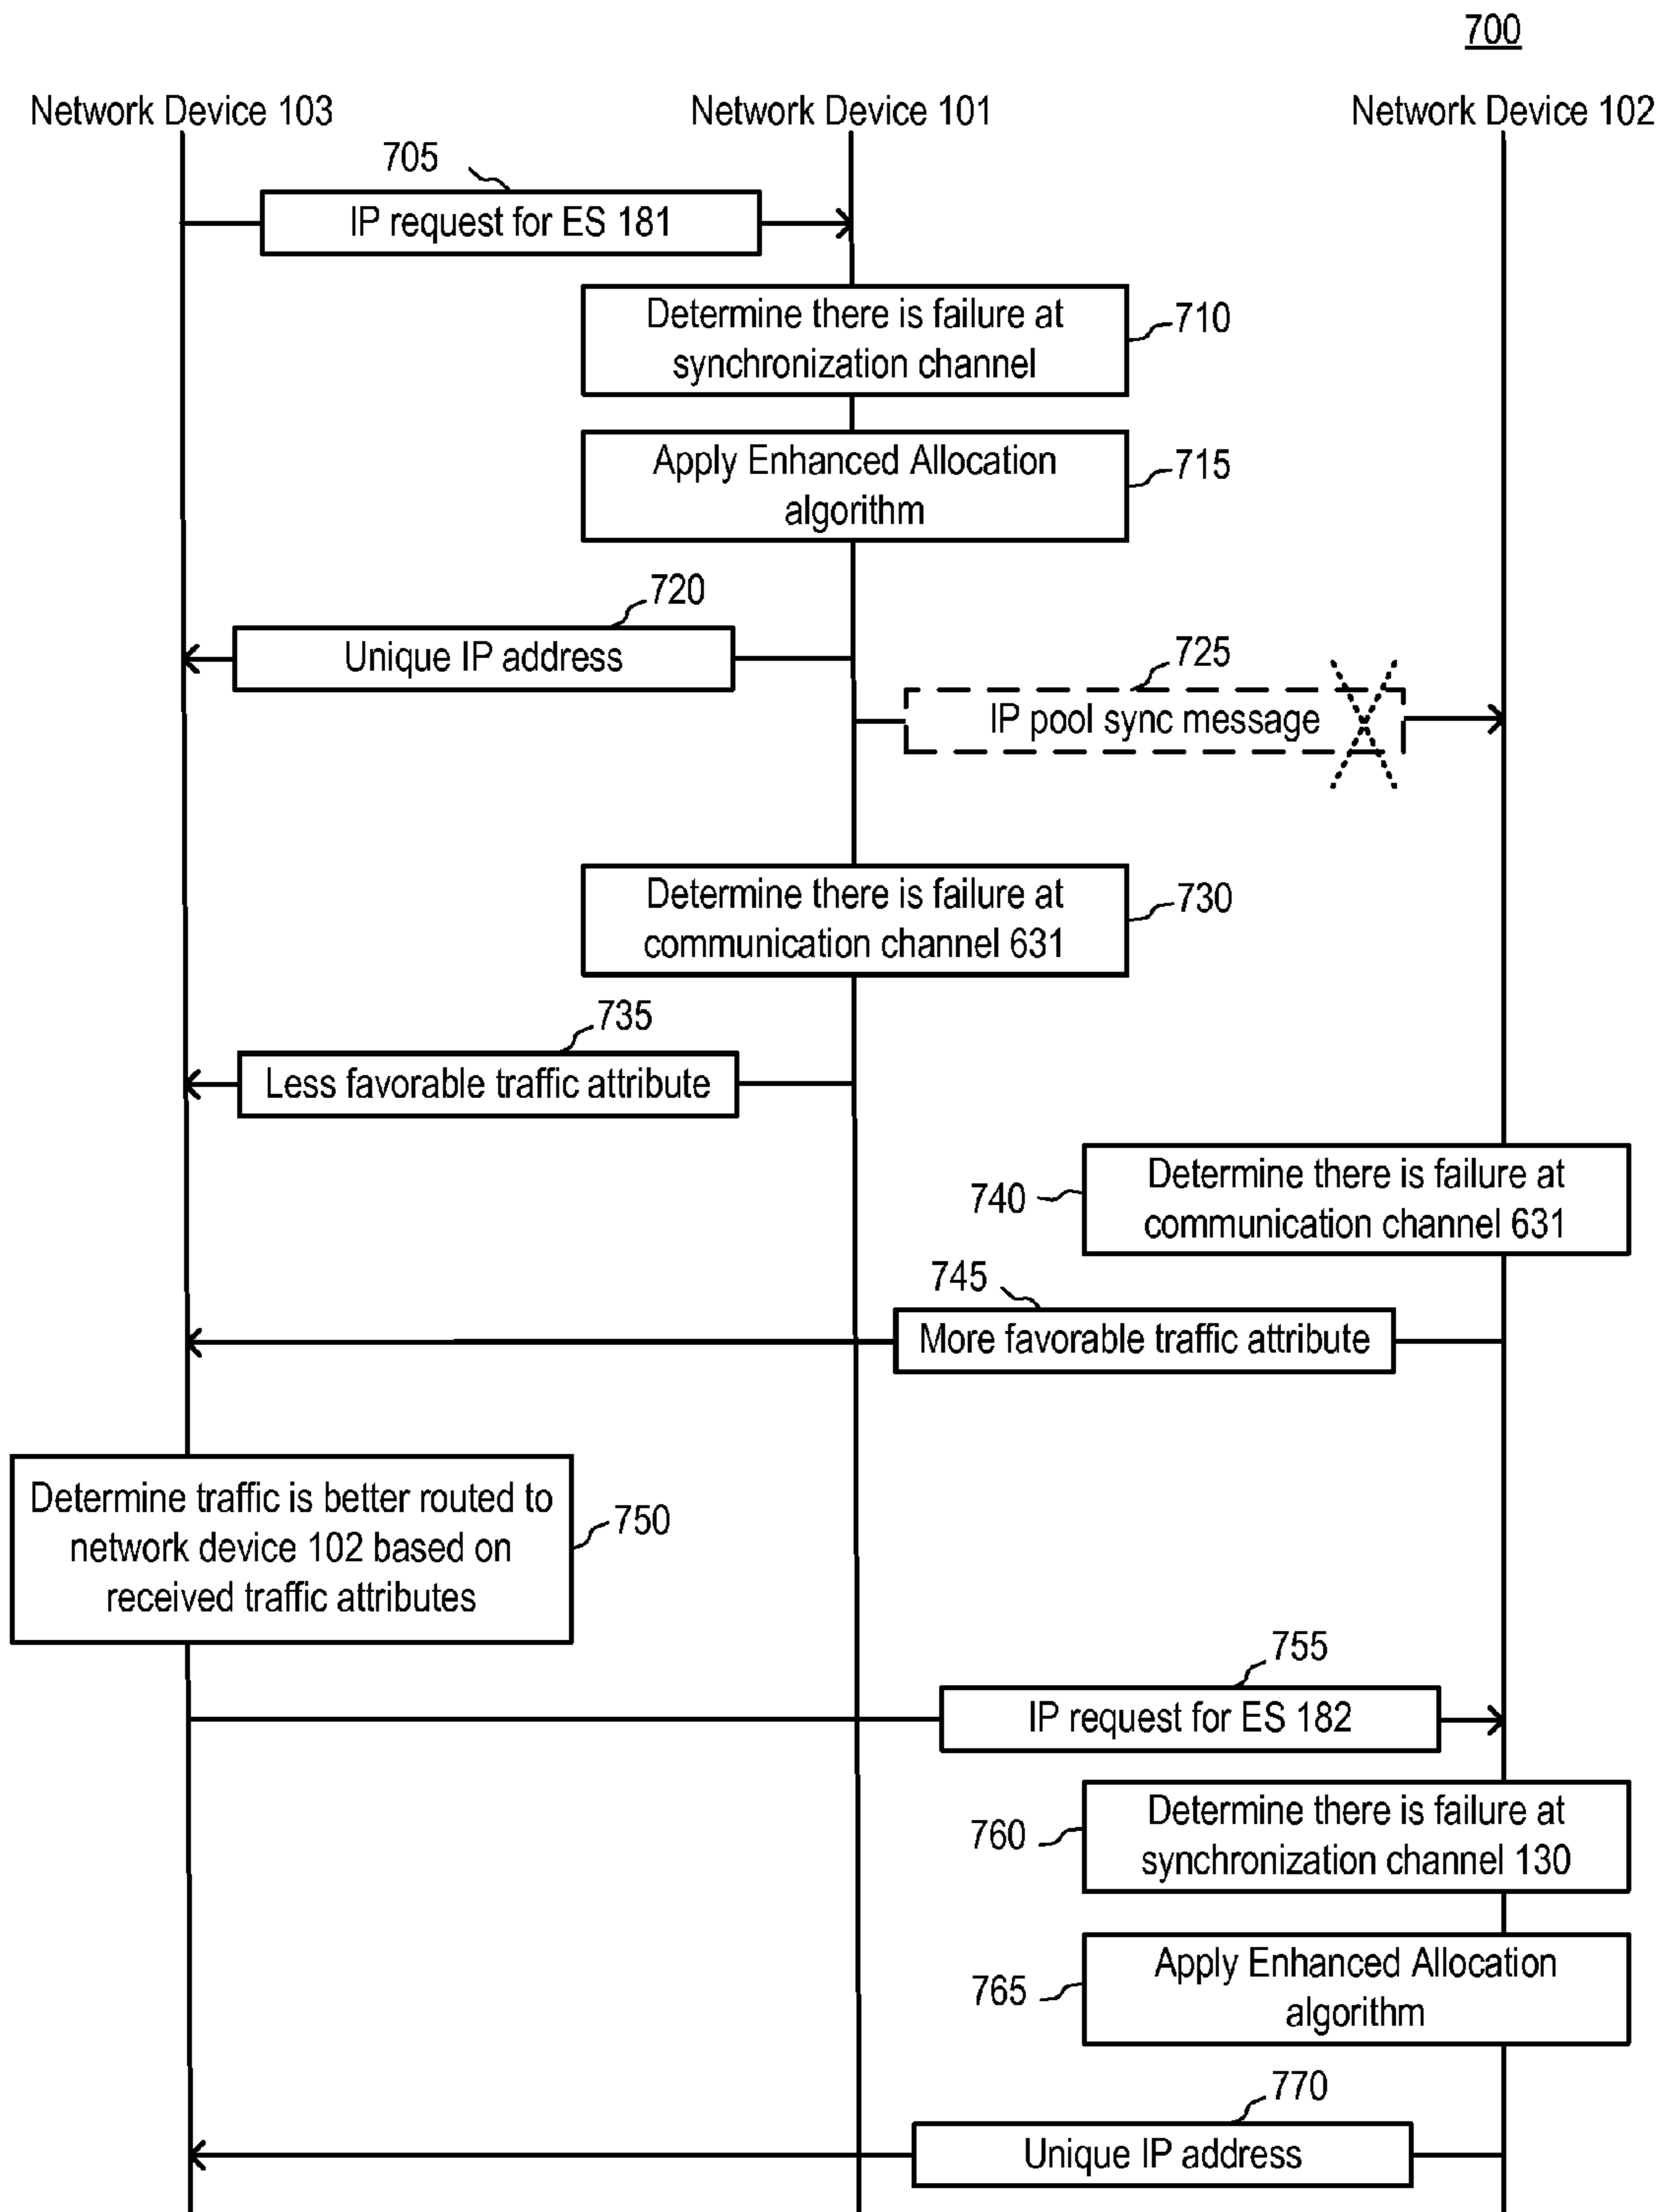 700
Network Device 103
Network Device 101
Network Device 102
705
IP request for ES 181
Determine there is failure at
synchronization channel
710
Apply Enhanced Allocation
algorithm
715
720
Unique IP address
725
IP pool sync message
Determine there is failure at
communication channel 631
730
735
Less favorable traffic attribute
740
Determine there is failure at
communication channel 631
745
More favorable traffic attribute
Determine traffic is better routed to
network device 102 based on
received traffic attributes
750
755
IP request for ES 182
760
Determine there is failure at
synchronization channel 130
765
Apply Enhanced Allocation
algorithm
770
Unique IP address